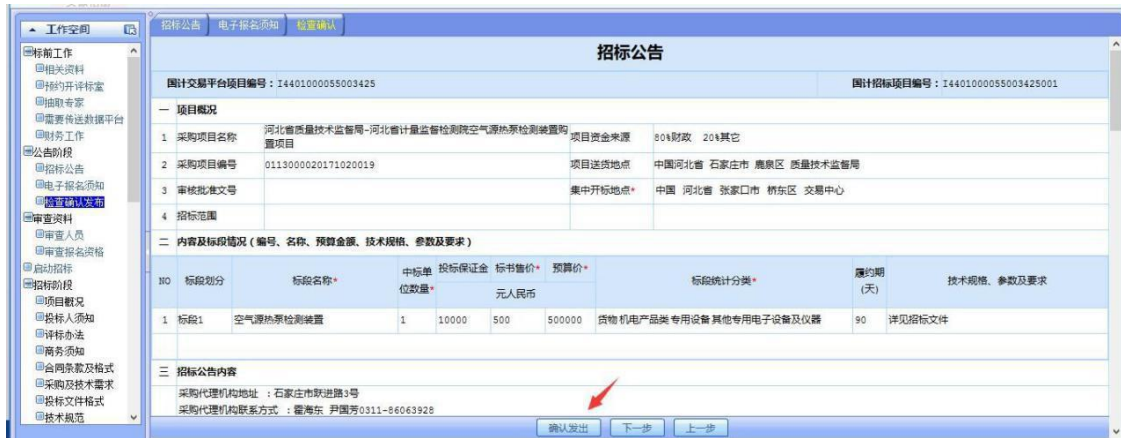 工作空间
标前工作
相关资料
预约开评标室
抽取专家
需要传送数据平台
财务工作
公告阶段
招标公告
电子报名须知
检查确认发布
审查资料
审查人员
审查报名资格
启动招标
招标阶段
项目概况
投标人须知
评标办法
商务须知
合同条款及格式
采购及技术需求
投标文件格式
技术规范
招标公告 电子报名须知 检查确认
招标公告
国计交易平台项目编号：I4401000055003425 国计招标项目编号：I4401000055003425001
一 项目概况
1 采购项目名称 河北省质量技术监督局-河北省计量监督检测院空气源热泵检测装置购置项目 项目资金来源 80%财政 20%其它
2 采购项目编号 0113000020171020019 项目送货地点 中国河北省 石家庄市 鹿泉区 质量技术监督局
3 审核批准文号 集中开标地点* 中国 河北省 张家口市 桥东区 交易中心
4 招标范围
二 内容及标段情况（编号、名称、预算金额、技术规格、参数及要求）
NO 标段划分 标段名称* 中标单位数量* 投标保证金 标书售价* 预算价* 元人民币 标段统计分类* 履约期(天) 技术规格、参数及要求
1 标段1 空气源热泵检测装置 1 10000 500 500000 货物 机电产品类 专用设备 其他专用电子设备及仪器 90 详见招标文件
三 招标公告内容
采购代理机构地址 ：石家庄市跃进路3号
采购代理机构联系方式 ：霍海东 尹国芳0311-86063928
确认发出 下一步 上一步